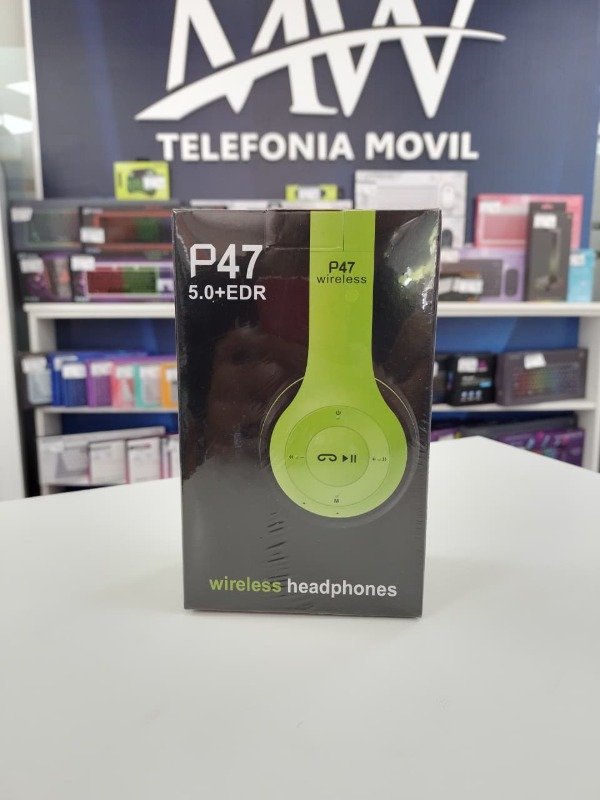 MW
TELEFONIA MOVIL
P47
5.0+EDR
P47
wireless
M
wireless headphones